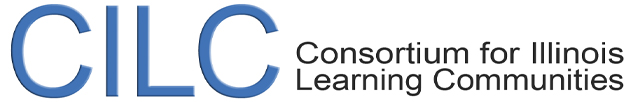 CILC
Consortium for Illinois
Learning Communities